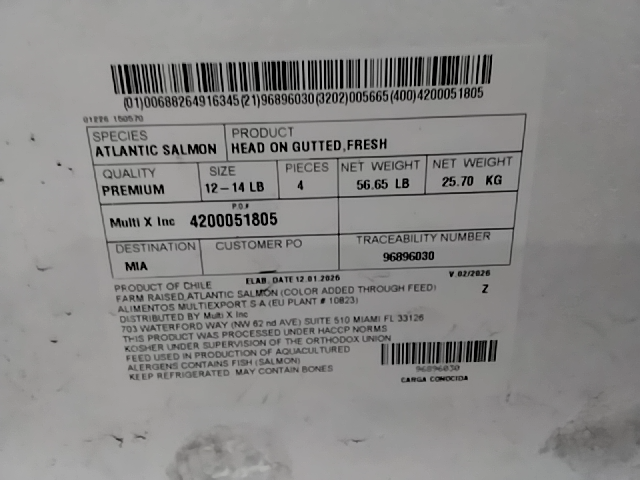 (01)00688264916345(21)96896030(3202)005665(400)4200051805
01226 150570
SPECIES PRODUCT
ATLANTIC SALMON HEAD ON GUTTED,FRESH
QUALITY SIZE PIECES NET WEIGHT NET WEIGHT
PREMIUM 12-14 LB 4 56.65 LB 25.70 KG
P.O.#
Multi X Inc 4200051805
DESTINATION CUSTOMER PO TRACEABILITY NUMBER
MIA 96896030
PRODUCT OF CHILE ELAB. DATE 12.01.2026 V.02/2026
FARM RAISED, ATLANTIC SALMON (COLOR ADDED THROUGH FEED) Z
ALIMENTOS MULTIEXPORT S A (EU PLANT # 10823)
DISTRIBUTED BY Multi X Inc
703 WATERFORD WAY (NW 62 nd AVE) SUITE 510 MIAMI FL 33126
THIS PRODUCT WAS PROCESSED UNDER HACCP NORMS
KOSHER UNDER SUPERVISION OF THE ORTHODOX UNION
FEED USED IN PRODUCTION OF AQUACULTURED
ALERGENS CONTAINS FISH (SALMON)
KEEP REFRIGERATED MAY CONTAIN BONES
96896030
CARGA CONOCIDA